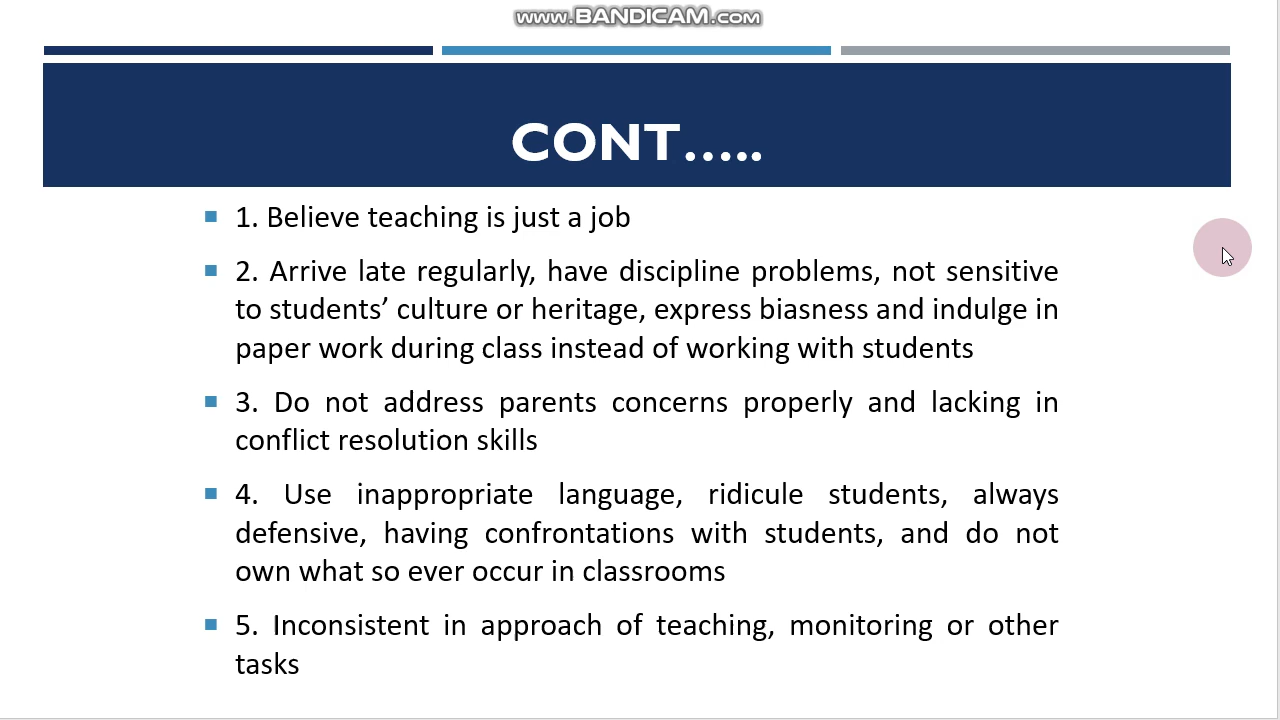 www.BANDICAM.com
CONT.....
1. Believe teaching is just a job
2. Arrive late regularly, have discipline problems, not sensitive
to students’ culture or heritage, express biasness and indulge in
paper work during class instead of working with students
3. Do not address parents concerns properly and lacking in
conflict resolution skills
4. Use inappropriate language, ridicule students, always
defensive, having confrontations with students, and do not
own what so ever occur in classrooms
5. Inconsistent in approach of teaching, monitoring or other
tasks